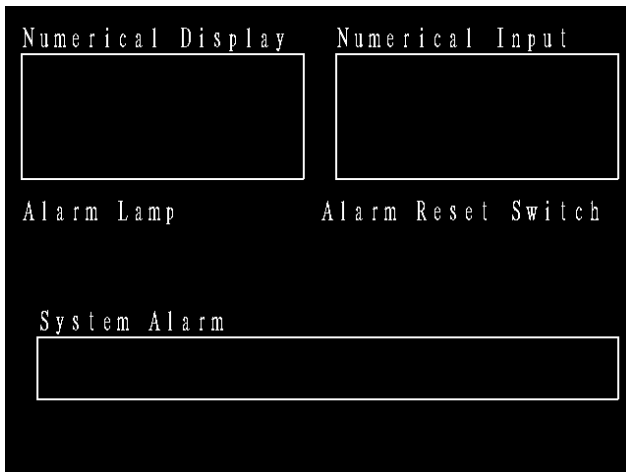 Numerical Display
Numerical Input
Alarm Lamp
Alarm Reset Switch
System Alarm